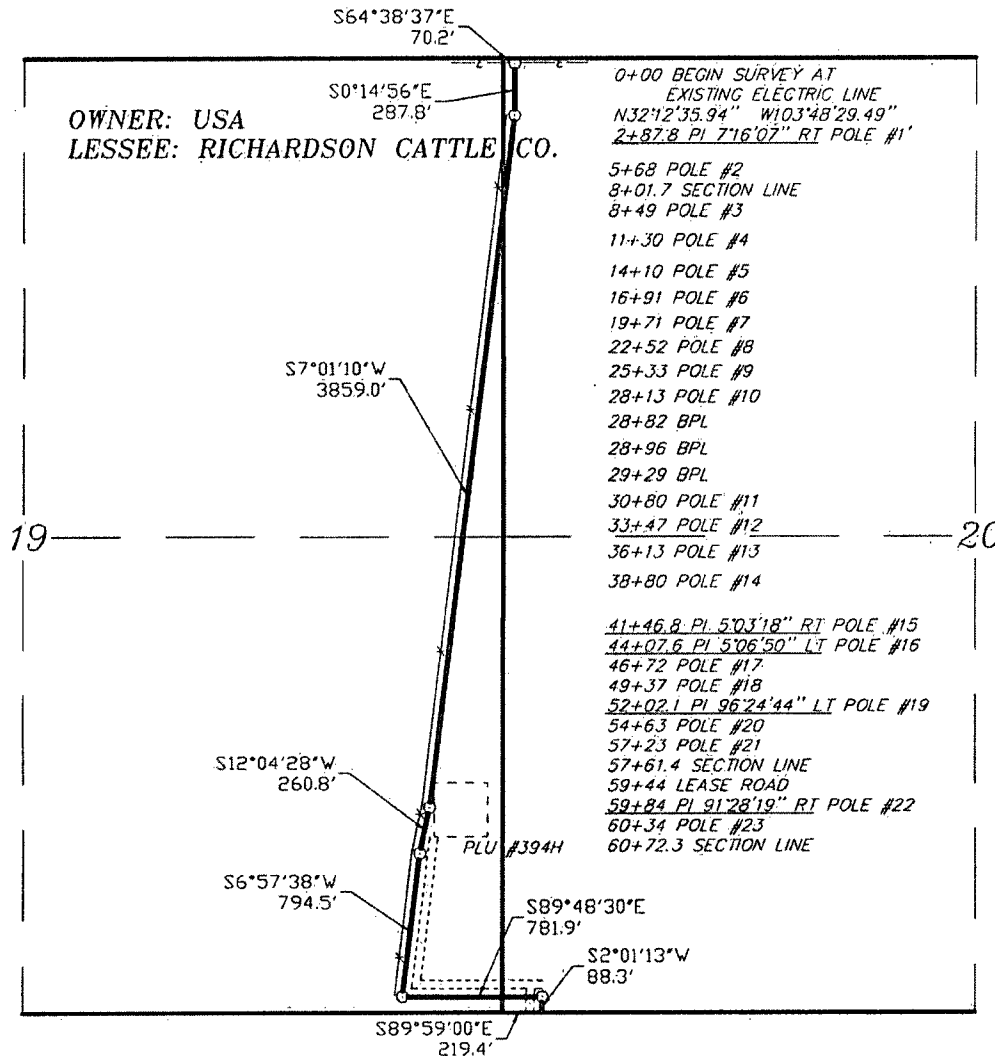 S64°38'37"E
70.2'
S0°14'56"E
287.8'
OWNER: USA
LESSEE: RICHARDSON CATTLE CO.
0+00 BEGIN SURVEY AT
EXISTING ELECTRIC LINE
N32°12'35.94" W103°48'29.49"
2+87.8 PI 7°16'07" RT POLE #1'
5+68 POLE #2
8+01.7 SECTION LINE
8+49 POLE #3
11+30 POLE #4
14+10 POLE #5
16+91 POLE #6
19+71 POLE #7
22+52 POLE #8
25+33 POLE #9
28+13 POLE #10
28+82 BPL
28+96 BPL
29+29 BPL
30+80 POLE #11
33+47 POLE #12
36+13 POLE #13
38+80 POLE #14
41+46.8 PI 5°03'18" RT POLE #15
44+07.6 PI 5°06'50" LT POLE #16
46+72 POLE #17
49+37 POLE #18
52+02.1 PI 96°24'44" LT POLE #19
54+63 POLE #20
57+23 POLE #21
57+61.4 SECTION LINE
59+44 LEASE ROAD
59+84 PI 91°28'19" RT POLE #22
60+34 POLE #23
60+72.3 SECTION LINE
S7°01'10"W
3859.0'
19
20
S12°04'28"W
260.8'
PLU #394H
S6°57'38"W
794.5'
S89°48'30"E
781.9'
S2°01'13"W
88.3'
S89°59'00"E
219.4'